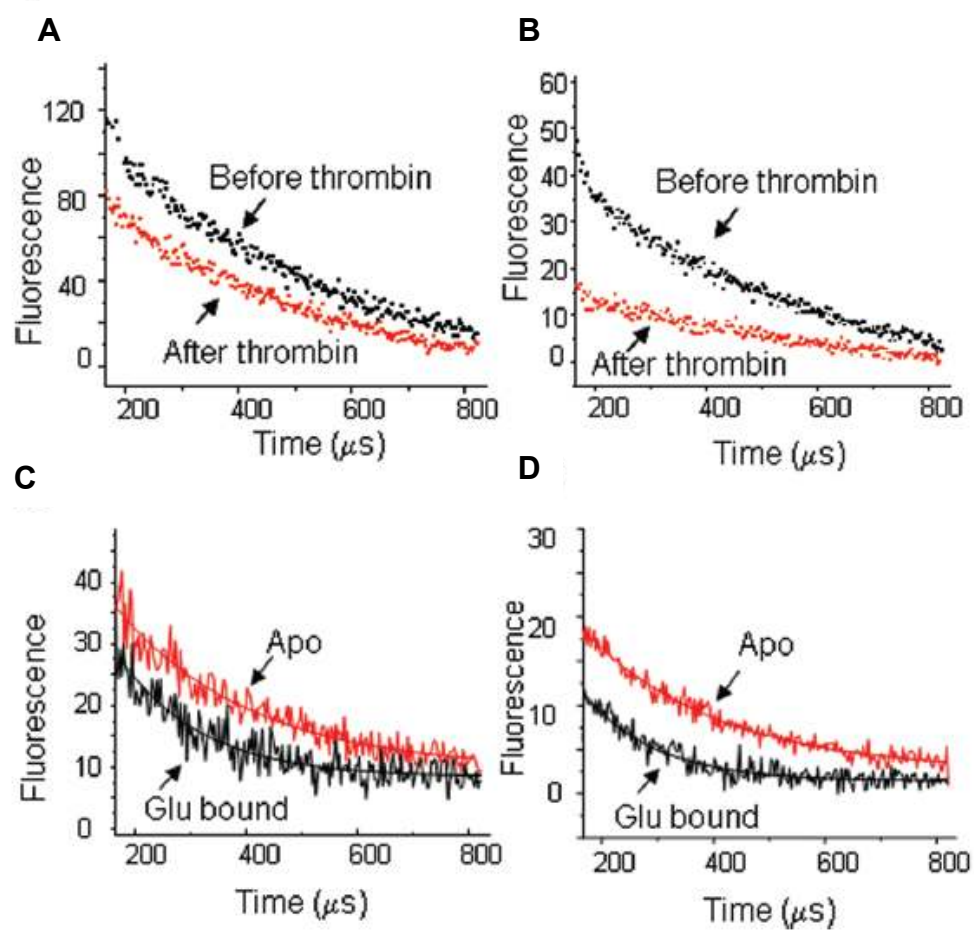 A
120
80
40
0
Fluorescence
Before thrombin
After thrombin
200 400 600 800
Time (μs)
B
60
50
40
30
20
10
0
Fluorescence
Before thrombin
After thrombin
200 400 600 800
Time (μs)
C
40
30
20
10
0
Fluorescence
Apo
Glu bound
200 400 600 800
Time (μs)
D
30
20
10
0
Fluorescence
Apo
Glu bound
200 400 600 800
Time (μs)